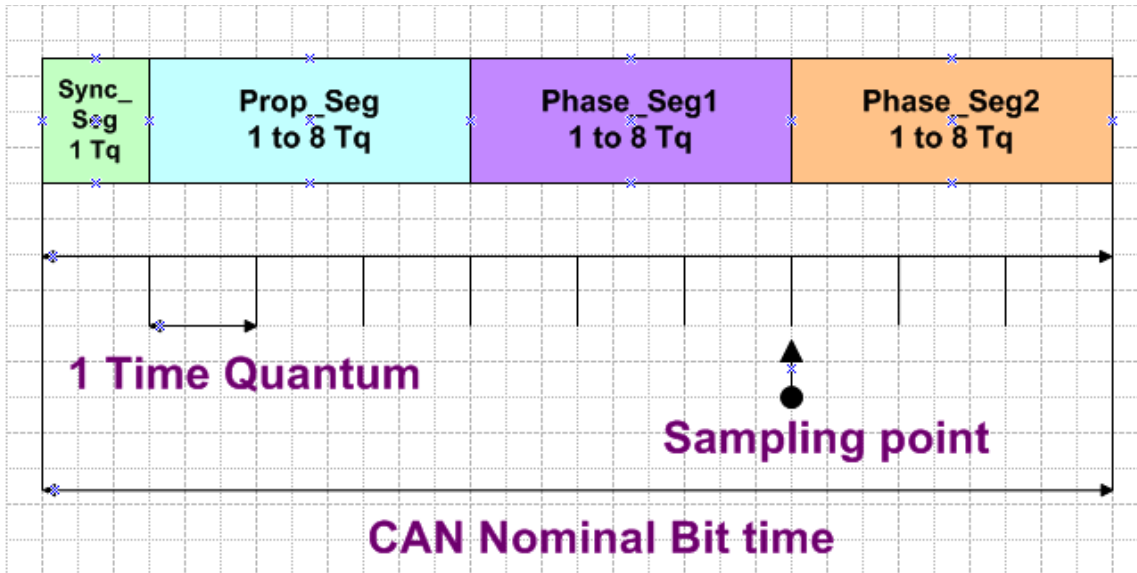 Sync_
Seg
1 Tq
Prop_Seg
1 to 8 Tq
Phase_Seg1
1 to 8 Tq
Phase_Seg2
1 to 8 Tq
1 Time Quantum
Sampling point
CAN Nominal Bit time